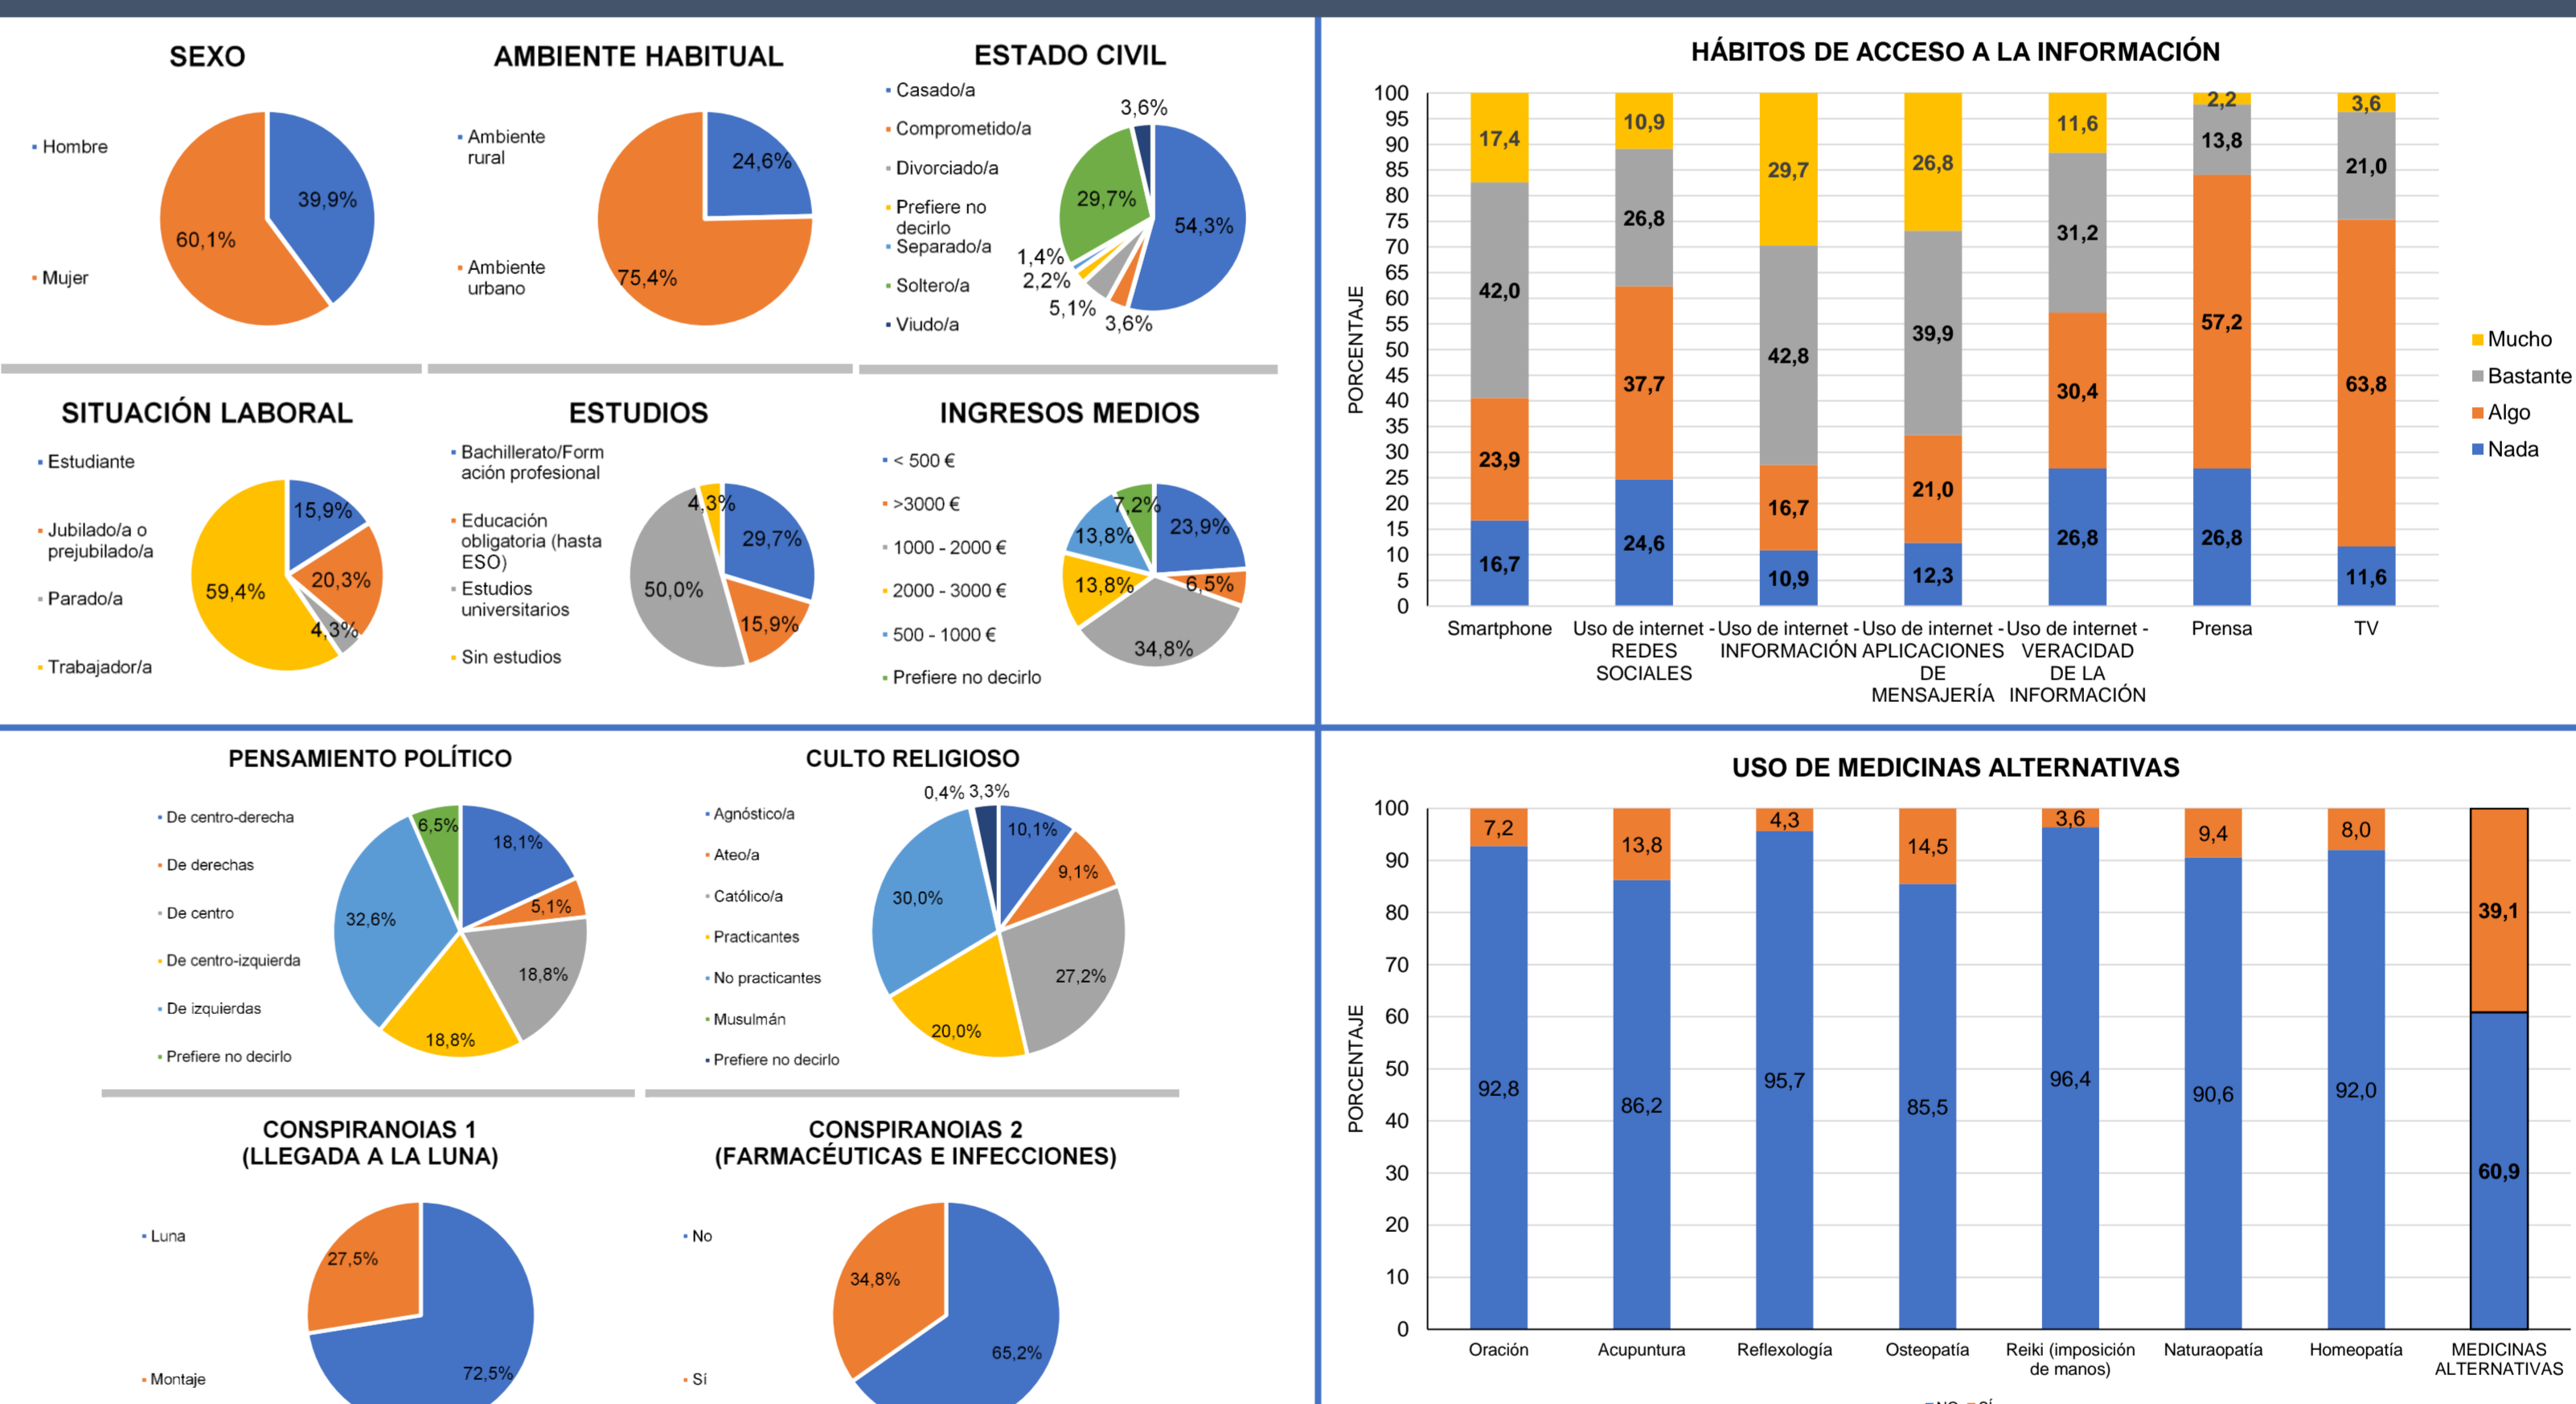 SEXO
Hombre
Mujer
39,9%
60,1%
AMBIENTE HABITUAL
Ambiente
rural
Ambiente
urbano
24,6%
75,4%
ESTADO CIVIL
Casado/a
Comprometido/a
Divorciado/a
Prefiere no
decirlo
Separado/a
Soltero/a
Viudo/a
3,6%
29,7%
54,3%
1,4%
2,2%
5,1%
3,6%
SITUACIÓN LABORAL
Estudiante
Jubilado/a o
prejubilado/a
Parado/a
Trabajador/a
15,9%
20,3%
59,4%
4,3%
ESTUDIOS
Bachillerato/Form
ación profesional
Educación
obligatoria (hasta
ESO)
Estudios
universitarios
Sin estudios
4,3%
29,7%
50,0%
15,9%
INGRESOS MEDIOS
< 500 €
>3000 €
1000 - 2000 €
2000 - 3000 €
500 - 1000 €
Prefiere no decirlo
7,2%
23,9%
13,8%
13,8%
6,5%
34,8%
HÁBITOS DE ACCESO A LA INFORMACIÓN
PORCENTAJE
100
95
90
85
80
75
70
65
60
55
50
45
40
35
30
25
20
15
10
5
0
17,4
42,0
23,9
16,7
10,9
26,8
37,7
24,6
29,7
42,8
16,7
10,9
26,8
39,9
21,0
12,3
11,6
31,2
30,4
26,8
2,2
13,8
57,2
26,8
3,6
21,0
63,8
11,6
Smartphone
Uso de internet -
REDES
SOCIALES
Uso de internet -
INFORMACIÓN
Uso de internet -
APLICACIONES
DE
MENSAJERÍA
Uso de internet -
VERACIDAD
DE LA
INFORMACIÓN
Prensa
TV
Mucho
Bastante
Algo
Nada
PENSAMIENTO POLÍTICO
De centro-derecha
De derechas
De centro
De centro-izquierda
De izquierdas
Prefiere no decirlo
6,5%
18,1%
5,1%
32,6%
18,8%
18,8%
CULTO RELIGIOSO
Agnóstico/a
Ateo/a
Católico/a
Practicantes
No practicantes
Musulmán
Prefiere no decirlo
0,4%
3,3%
10,1%
9,1%
30,0%
27,2%
20,0%
CONSPIRANOIAS 1
(LLEGADA A LA LUNA)
Luna
Montaje
27,5%
72,5%
CONSPIRANOIAS 2
(FARMACÉUTICAS E INFECCIONES)
No
Sí
34,8%
65,2%
USO DE MEDICINAS ALTERNATIVAS
PORCENTAJE
100
90
80
70
60
50
40
30
20
10
0
7,2
92,8
13,8
86,2
4,3
95,7
14,5
85,5
3,6
96,4
9,4
90,6
8,0
92,0
39,1
60,9
Oración
Acupuntura
Reflexología
Osteopatía
Reiki (imposición
de manos)
Naturaopatía
Homeopatía
MEDICINAS
ALTERNATIVAS